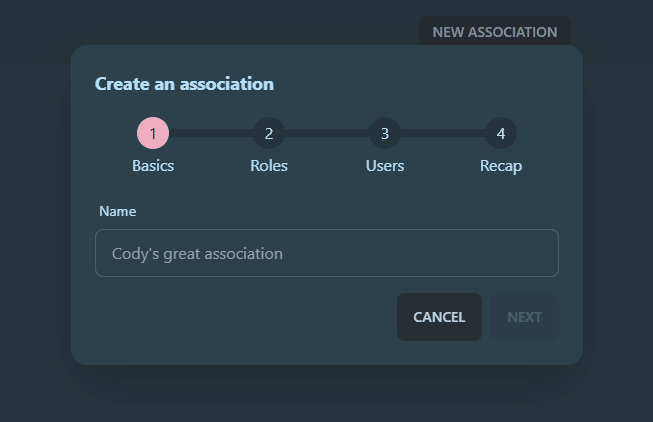 NEW ASSOCIATION
Create an association
1 2 3 4
Basics Roles Users Recap
Name
Cody's great association
CANCEL NEXT